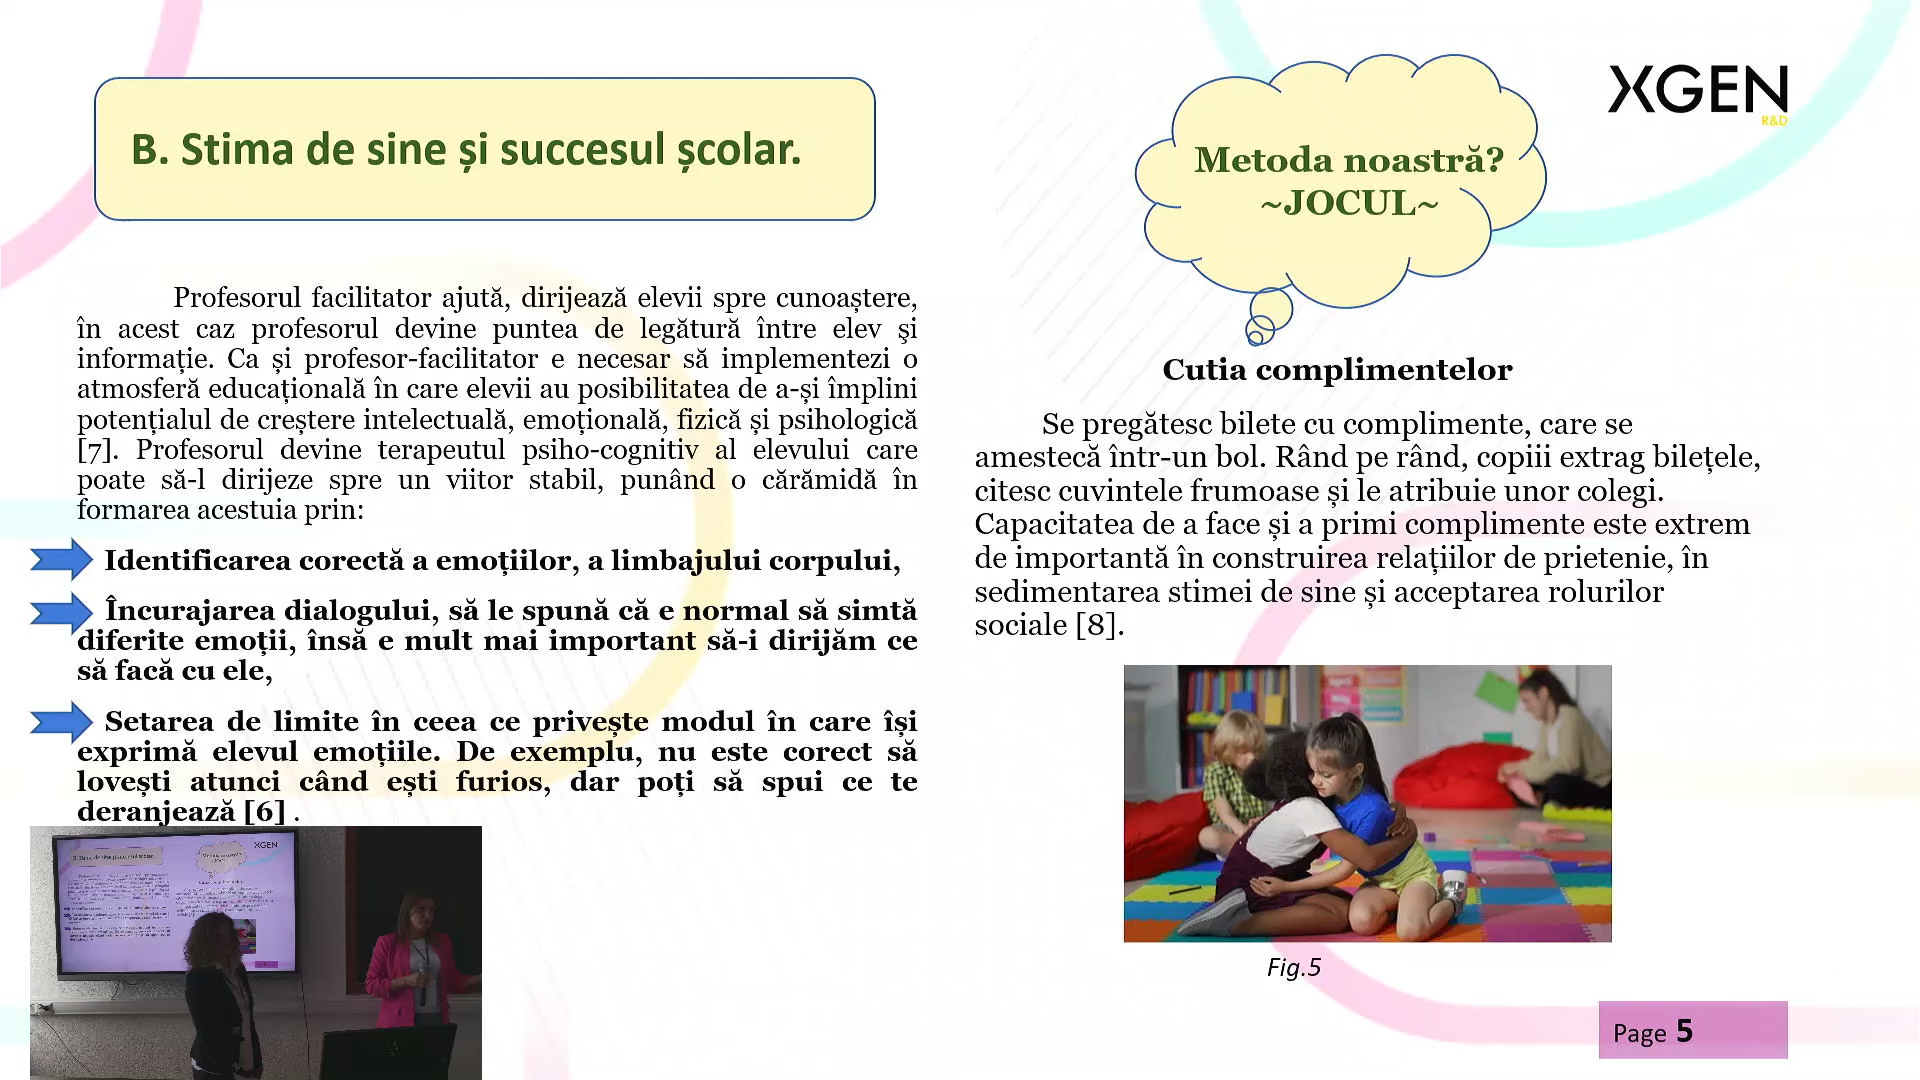 B. Stima de sine și succesul școlar.
Profesorul facilitator ajută, dirijează elevii spre cunoaștere,
în acest caz profesorul devine puntea de legătură între elev şi
informație. Ca și profesor-facilitator e necesar să implementezi o
atmosferă educațională în care elevii au posibilitatea de a-și împlini
potențialul de creștere intelectuală, emoțională, fizică și psihologică
[7]. Profesorul devine terapeutul psiho-cognitiv al elevului care
poate să-l dirijeze spre un viitor stabil, punând o cărămidă în
formarea acestuia prin:
Identificarea corectă a emoțiilor, a limbajului corpului,
Încurajarea dialogului, să le spună că e normal să simtă
diferite emoții, însă e mult mai important să-i dirijăm ce
să facă cu ele,
Setarea de limite în ceea ce privește modul în care își
exprimă elevul emoțiile. De exemplu, nu este corect să
lovești atunci când ești furios, dar poți să spui ce te
deranjează [6] .
Metoda noastră?
~JOCUL~
XGEN
R&D
Cutia complimentelor
Se pregătesc bilete cu complimente, care se
amestecă într-un bol. Rând pe rând, copiii extrag bilețele,
citesc cuvintele frumoase și le atribuie unor colegi.
Capacitatea de a face și a primi complimente este extrem
de importantă în construirea relațiilor de prietenie, în
sedimentarea stimei de sine și acceptarea rolurilor
sociale [8].
Fig.5
Page 5
XGEN
B. Stima de sine și succesul școlar.